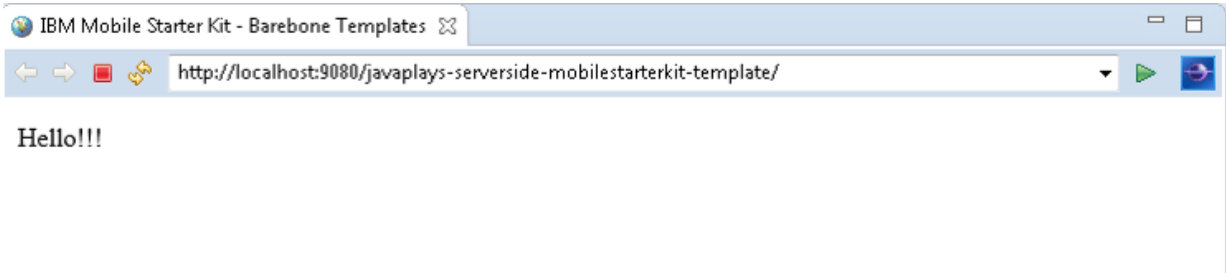 IBM Mobile Starter Kit - Barebone Templates
http://localhost:9080/javaplays-serverside-mobilestarterkit-template/
Hello!!!